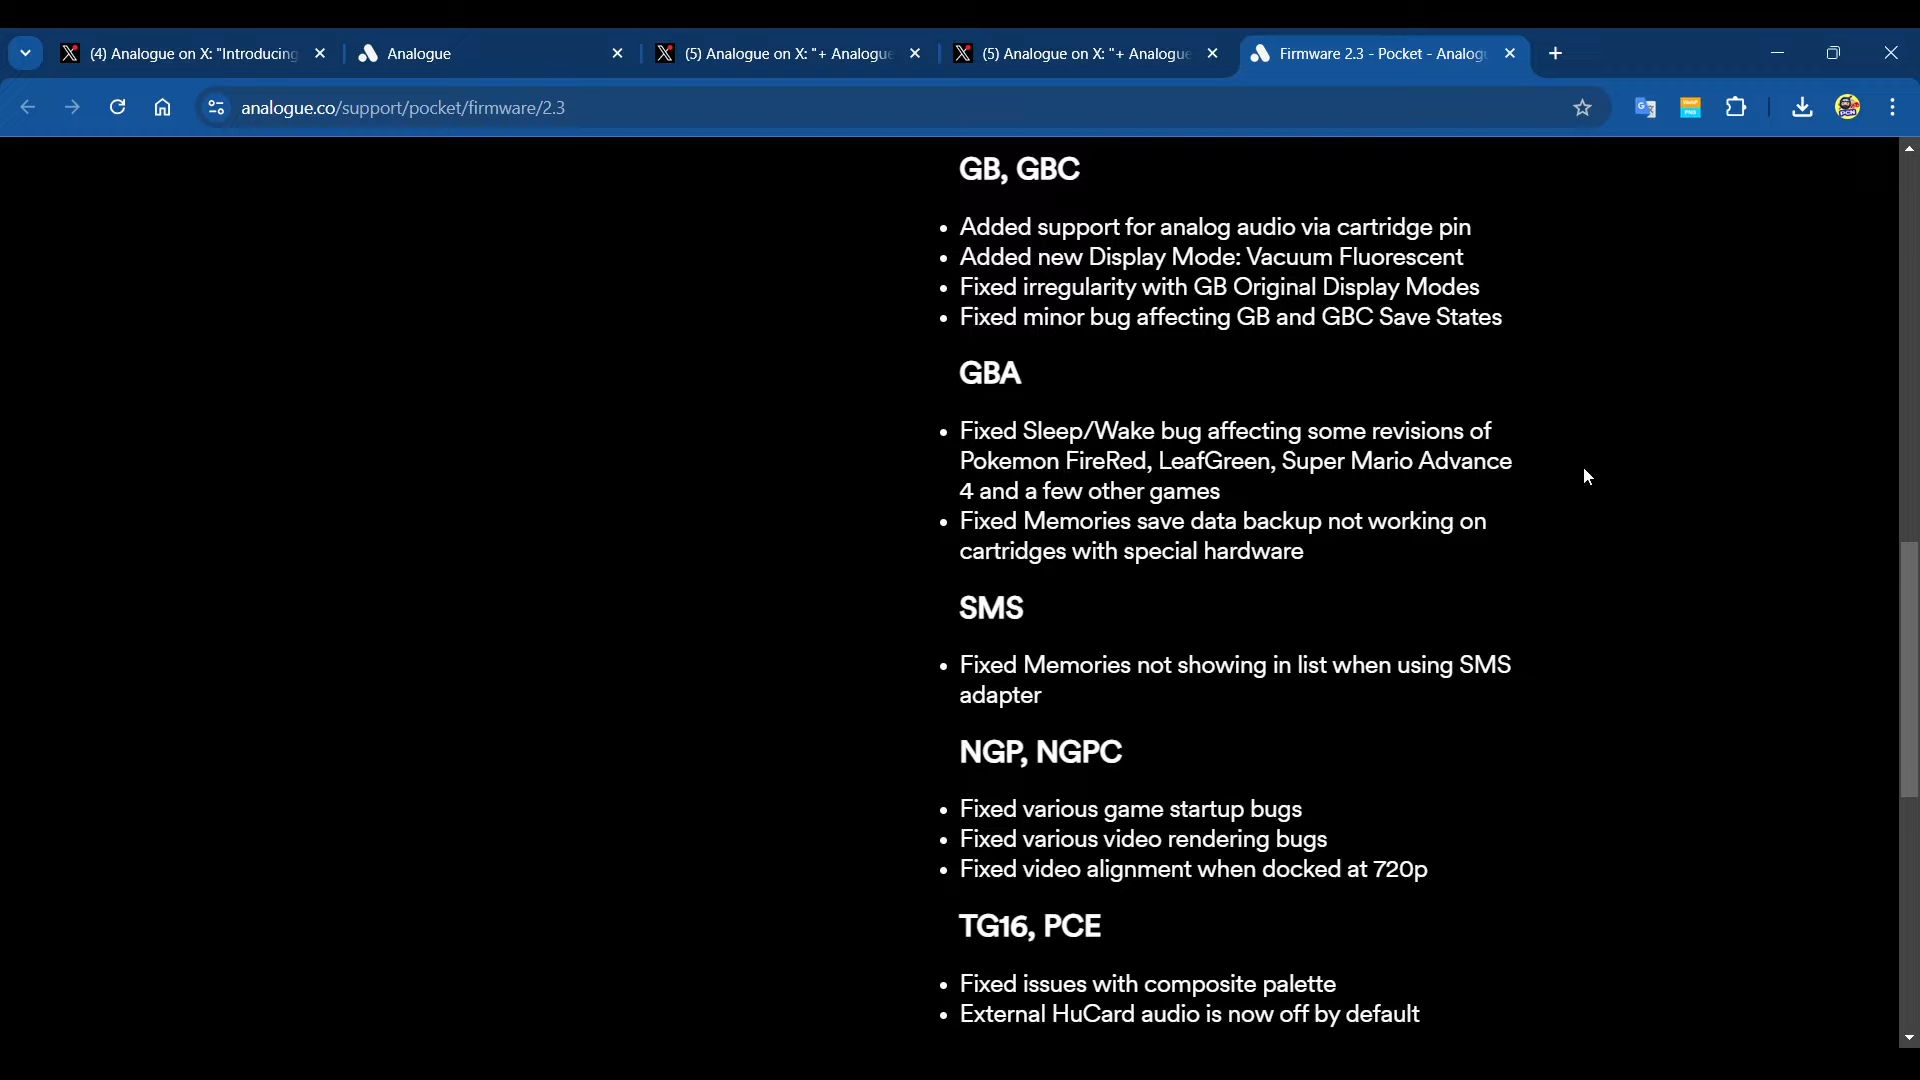 (4) Analogue on X: "Introducing
Analogue
(5) Analogue on X: "+ Analogue
(5) Analogue on X: "+ Analogue
Firmware 2.3 - Pocket - Analog
analogue.co/support/pocket/firmware/2.3
GB, GBC
• Added support for analog audio via cartridge pin
• Added new Display Mode: Vacuum Fluorescent
• Fixed irregularity with GB Original Display Modes
• Fixed minor bug affecting GB and GBC Save States
GBA
• Fixed Sleep/Wake bug affecting some revisions of
Pokemon FireRed, LeafGreen, Super Mario Advance
4 and a few other games
• Fixed Memories save data backup not working on
cartridges with special hardware
SMS
• Fixed Memories not showing in list when using SMS
adapter
NGP, NGPC
• Fixed various game startup bugs
• Fixed various video rendering bugs
• Fixed video alignment when docked at 720p
TG16, PCE
• Fixed issues with composite palette
• External HuCard audio is now off by default